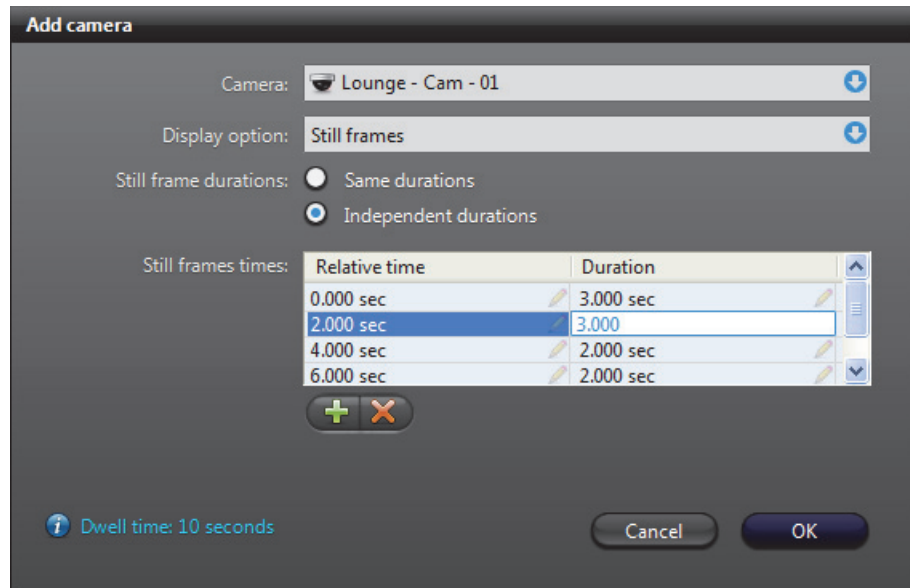 Add camera
Camera: Lounge - Cam - 01
Display option: Still frames
Still frame durations: Same durations
Independent durations
Still frames times: Relative time Duration
0.000 sec 3.000 sec
2.000 sec 3.000
4.000 sec 2.000 sec
6.000 sec 2.000 sec
Dwell time: 10 seconds Cancel OK